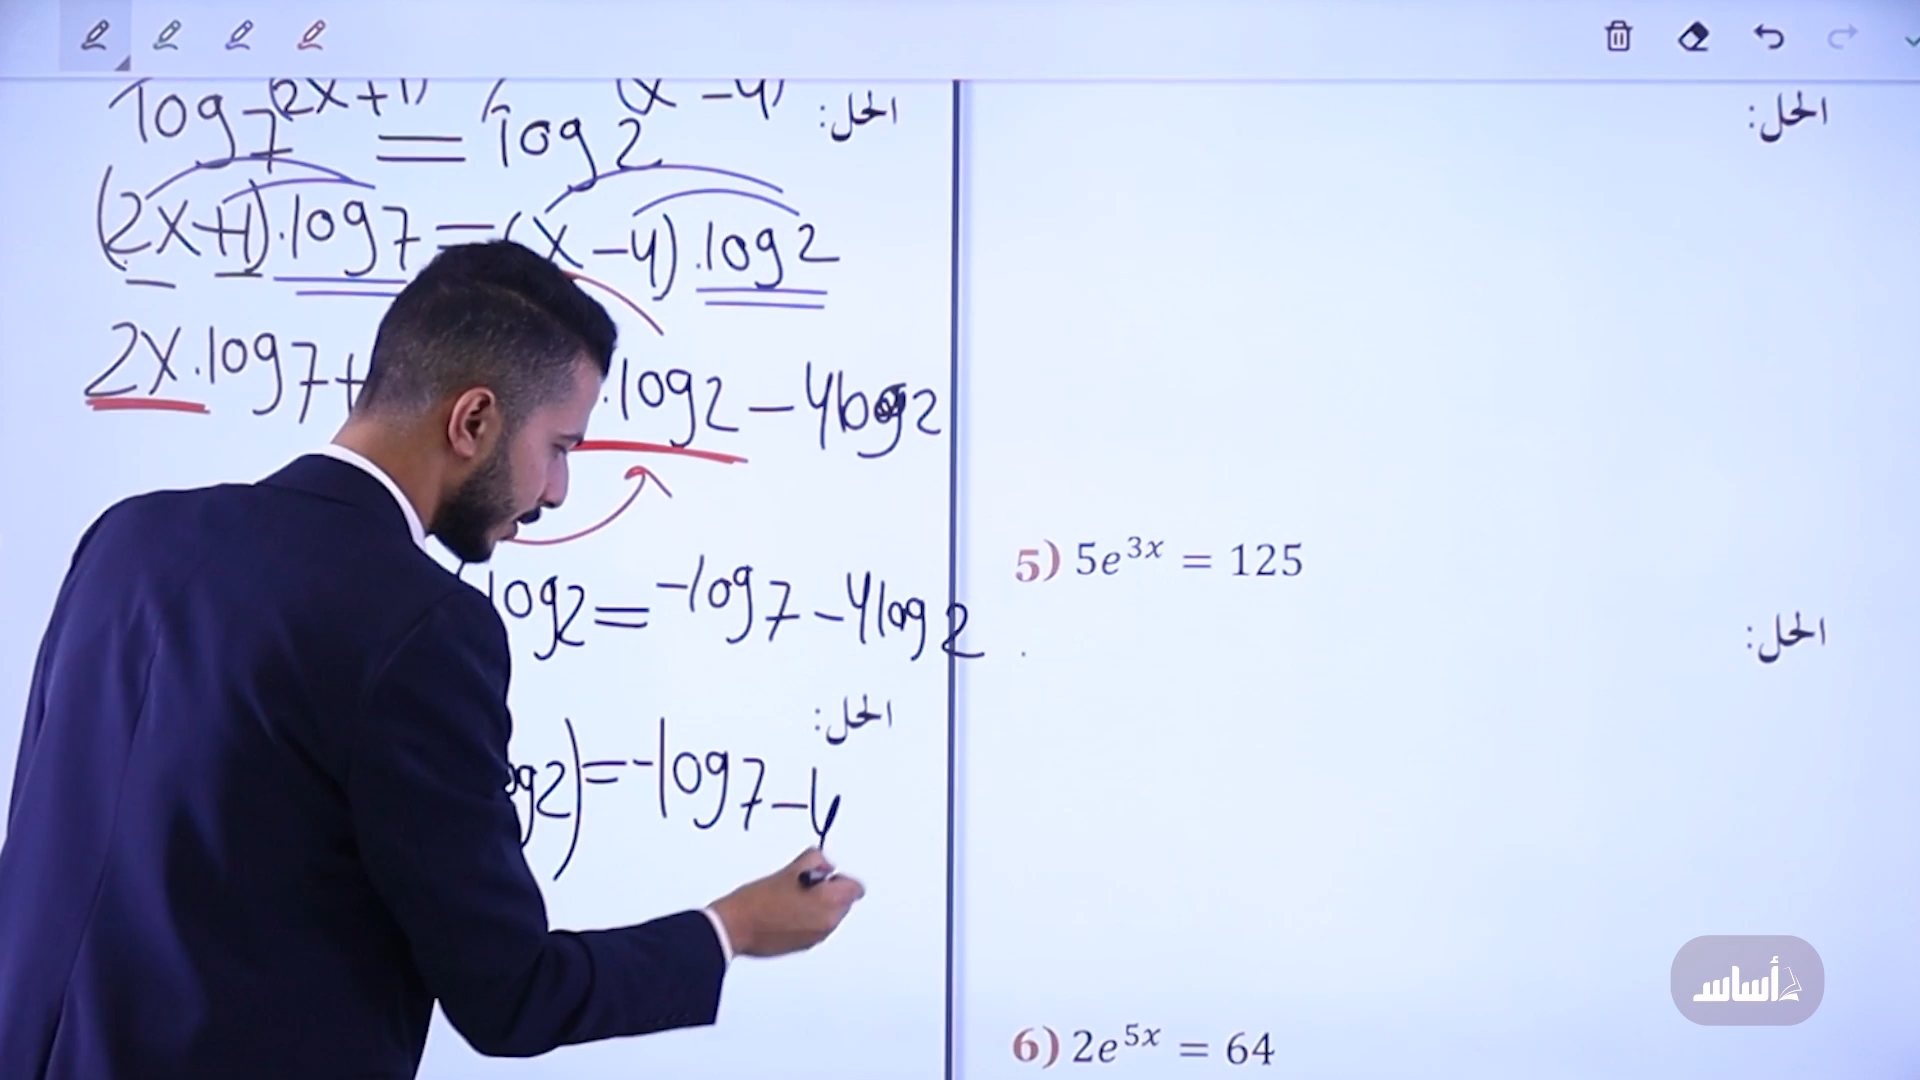 log 7^(2x+1) = log 2^(x-4)
الحل:
(2x+1).log7=(x-4).log2
2x.log7+ .log2-4log2
log2=-log7-4log2
الحل:
og2)=-log7-4
الحل:
5) 5e^{3x} = 125
الحل:
6) 2e^{5x} = 64
أساس